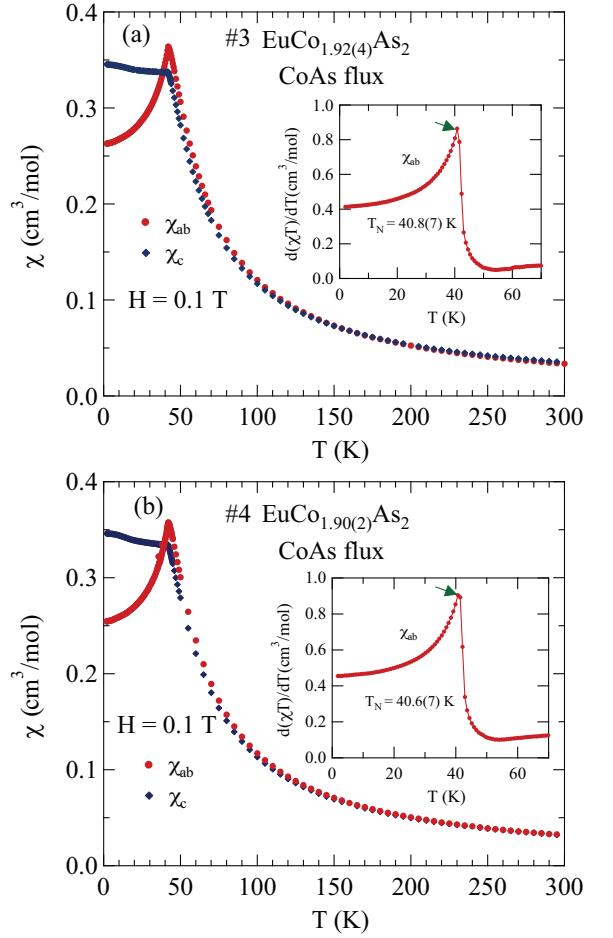 (a)
#3 EuCo1.92(4)As2
CoAs flux
0.4
0.3
0.2
0.1
0.0
χ (cm³/mol)
χab
χc
H = 0.1 T
0 50 100 150 200 250 300
T (K)
1.0
0.8
0.6
0.4
0.2
0.0
d(χT)/dT(cm³/mol)
χab
TN = 40.8(7) K
0 20 40 60
T (K)
(b)
#4 EuCo1.90(2)As2
CoAs flux
0.4
0.3
0.2
0.1
0.0
χ (cm³/mol)
H = 0.1 T
χab
χc
0 50 100 150 200 250 300
T (K)
1.0
0.8
0.6
0.4
0.2
0.0
d(χT)/dT(cm³/mol)
χab
TN = 40.6(7) K
0 20 40 60
T (K)